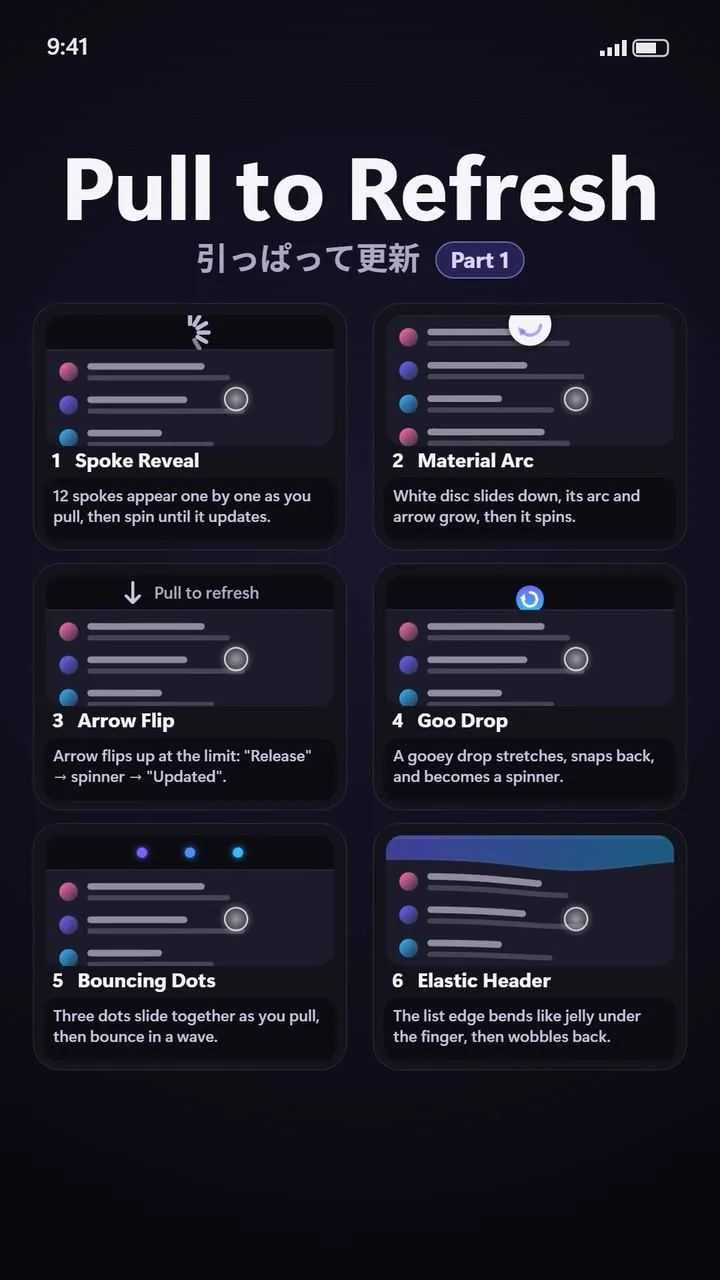 9:41
Pull to Refresh
引っぱって更新 Part 1
1 Spoke Reveal
12 spokes appear one by one as you
pull, then spin until it updates.
2 Material Arc
White disc slides down, its arc and
arrow grow, then it spins.
Pull to refresh
3 Arrow Flip
Arrow flips up at the limit: "Release"
→ spinner → "Updated".
4 Goo Drop
A gooey drop stretches, snaps back,
and becomes a spinner.
5 Bouncing Dots
Three dots slide together as you pull,
then bounce in a wave.
6 Elastic Header
The list edge bends like jelly under
the finger, then wobbles back.